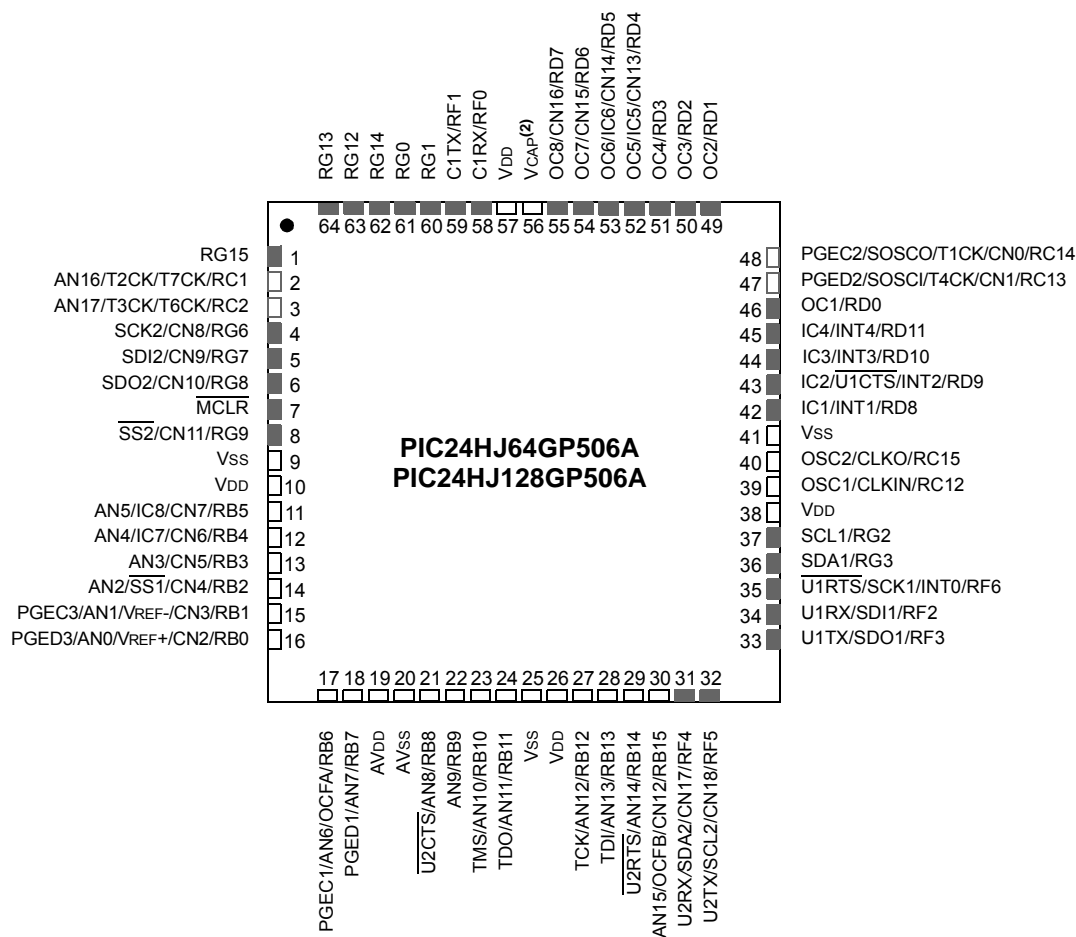 RG13
RG12
RG14
RG0
RG1
C1TX/RF1
C1RX/RF0
VDD
VCAP(2)
OC8/CN16/RD7
OC7/CN15/RD6
OC6/IC6/CN14/RD5
OC5/IC5/CN13/RD4
OC4/RD3
OC3/RD2
OC2/RD1
64 63 62 61 60 59 58 57 56 55 54 53 52 51 50 49
RG15 1
AN16/T2CK/T7CK/RC1 2
AN17/T3CK/T6CK/RC2 3
SCK2/CN8/RG6 4
SDI2/CN9/RG7 5
SDO2/CN10/RG8 6
MCLR 7
SS2/CN11/RG9 8
VSS 9
VDD 10
AN5/IC8/CN7/RB5 11
AN4/IC7/CN6/RB4 12
AN3/CN5/RB3 13
AN2/SS1/CN4/RB2 14
PGEC3/AN1/VREF-/CN3/RB1 15
PGED3/AN0/VREF+/CN2/RB0 16
PIC24HJ64GP506A
PIC24HJ128GP506A
48 PGEC2/SOSCO/T1CK/CN0/RC14
47 PGED2/SOSCI/T4CK/CN1/RC13
46 OC1/RD0
45 IC4/INT4/RD11
44 IC3/INT3/RD10
43 IC2/U1CTS/INT2/RD9
42 IC1/INT1/RD8
41 VSS
40 OSC2/CLKO/RC15
39 OSC1/CLKIN/RC12
38 VDD
37 SCL1/RG2
36 SDA1/RG3
35 U1RTS/SCK1/INT0/RF6
34 U1RX/SDI1/RF2
33 U1TX/SDO1/RF3
17 18 19 20 21 22 23 24 25 26 27 28 29 30 31 32
PGEC1/AN6/OCFA/RB6
PGED1/AN7/RB7
AVDD
AVSS
U2CTS/AN8/RB8
AN9/RB9
TMS/AN10/RB10
TDO/AN11/RB11
VSS
VDD
TCK/AN12/RB12
TDI/AN13/RB13
U2RTS/AN14/RB14
AN15/OCFB/CN12/RB15
U2RX/SDA2/CN17/RF4
U2TX/SCL2/CN18/RF5